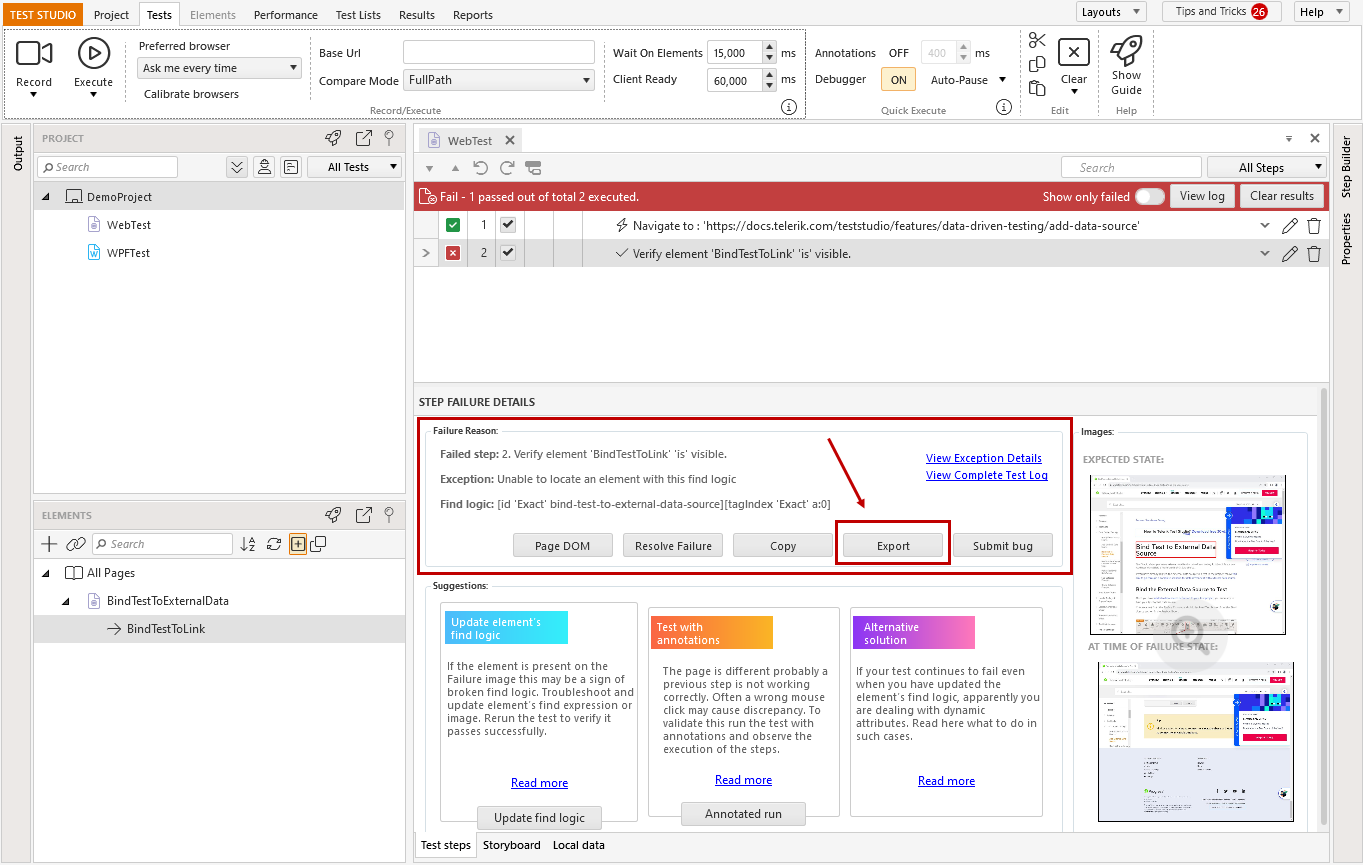 TEST STUDIO Project Tests Elements Performance Test Lists Results Reports Layouts Tips and Tricks 26 Help
Record
Execute
Preferred browser
Ask me every time
Calibrate browsers
Base Url
Compare Mode FullPath
Wait On Elements 15,000 ms
Client Ready 60,000 ms
Record/Execute
Annotations OFF 400 ms
Debugger ON Auto-Pause
Quick Execute
Clear
Edit
Show
Guide
Help
Output
PROJECT
Search
All Tests
DemoProject
WebTest
WPFTest
ELEMENTS
Search
All Pages
BindTestToExternalData
BindTestToLink
WebTest
Search
All Steps
Fail - 1 passed out of total 2 executed.
Show only failed View log Clear results
1 Navigate to : 'https://docs.telerik.com/teststudio/features/data-driven-testing/add-data-source'
2 Verify element 'BindTestToLink' 'is' visible.
STEP FAILURE DETAILS
Failure Reason:
Failed step: 2. Verify element 'BindTestToLink' 'is' visible.
Exception: Unable to locate an element with this find logic
Find logic: [id 'Exact' bind-test-to-external-data-source][tagIndex 'Exact' a:0]
View Exception Details
View Complete Test Log
Page DOM Resolve Failure Copy Export Submit bug
Suggestions:
Update element's
find logic
If the element is present on the
Failure image this may be a sign of
broken find logic. Troubleshoot and
update element's find expression or
image. Rerun the test to verify it
passes successfully.
Read more
Update find logic
Test with
annotations
The page is different probably a
previous step is not working
correctly. Often a wrong mouse
click may cause discrepancy. To
validate this run the test with
annotations and observe the
execution of the steps.
Read more
Annotated run
Alternative
solution
If your test continues to fail even
when you have updated the
element's find logic, apparently you
are dealing with dynamic
attributes. Read here what to do in
such cases.
Read more
Images:
EXPECTED STATE:
Bind Test to External Data
Source
Bind the External Data Source to Test
AT TIME OF FAILURE STATE:
Test steps Storyboard Local data
Step Builder
Properties